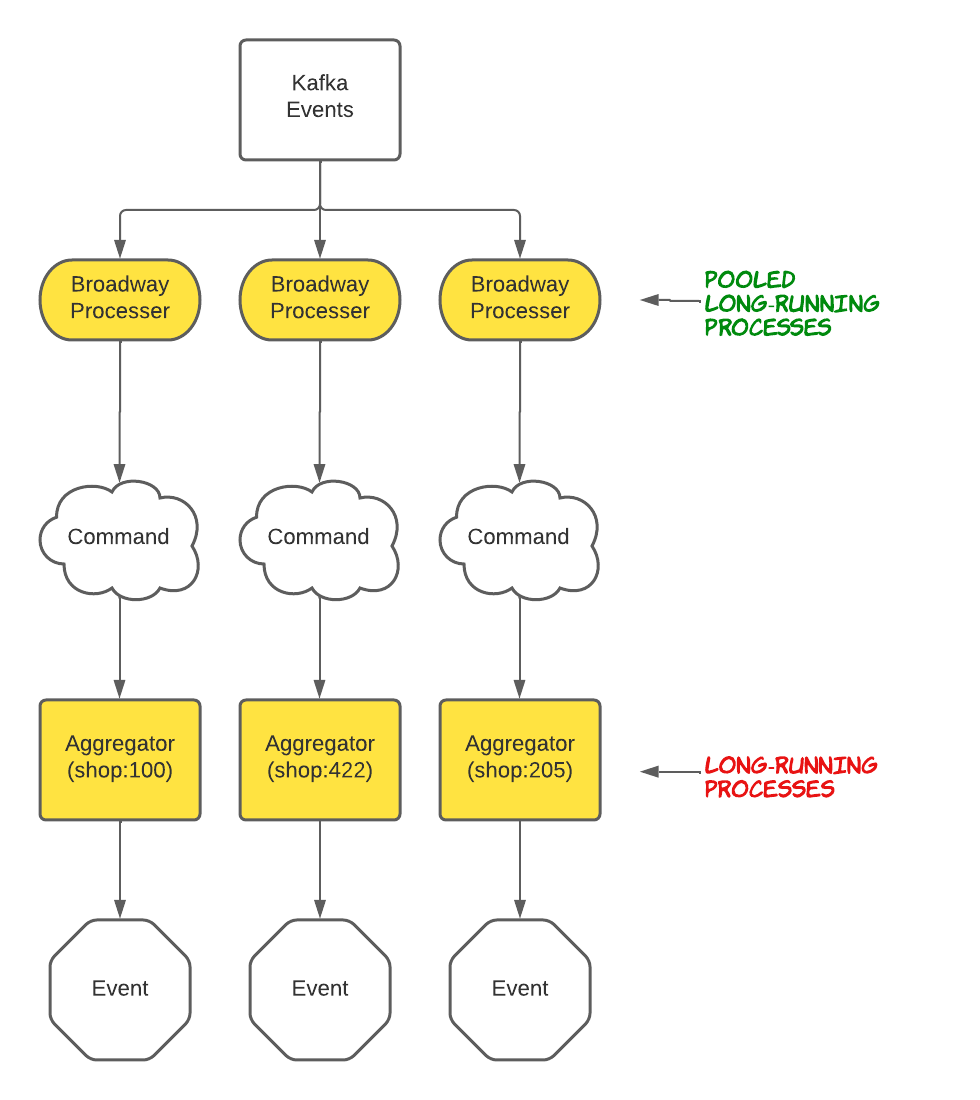 Kafka
Events
Broadway
Processer
Broadway
Processer
Broadway
Processer
POOLED
LONG-RUNNING
PROCESSES
Command
Command
Command
Aggregator
(shop:100)
Aggregator
(shop:422)
Aggregator
(shop:205)
LONG-RUNNING
PROCESSES
Event
Event
Event